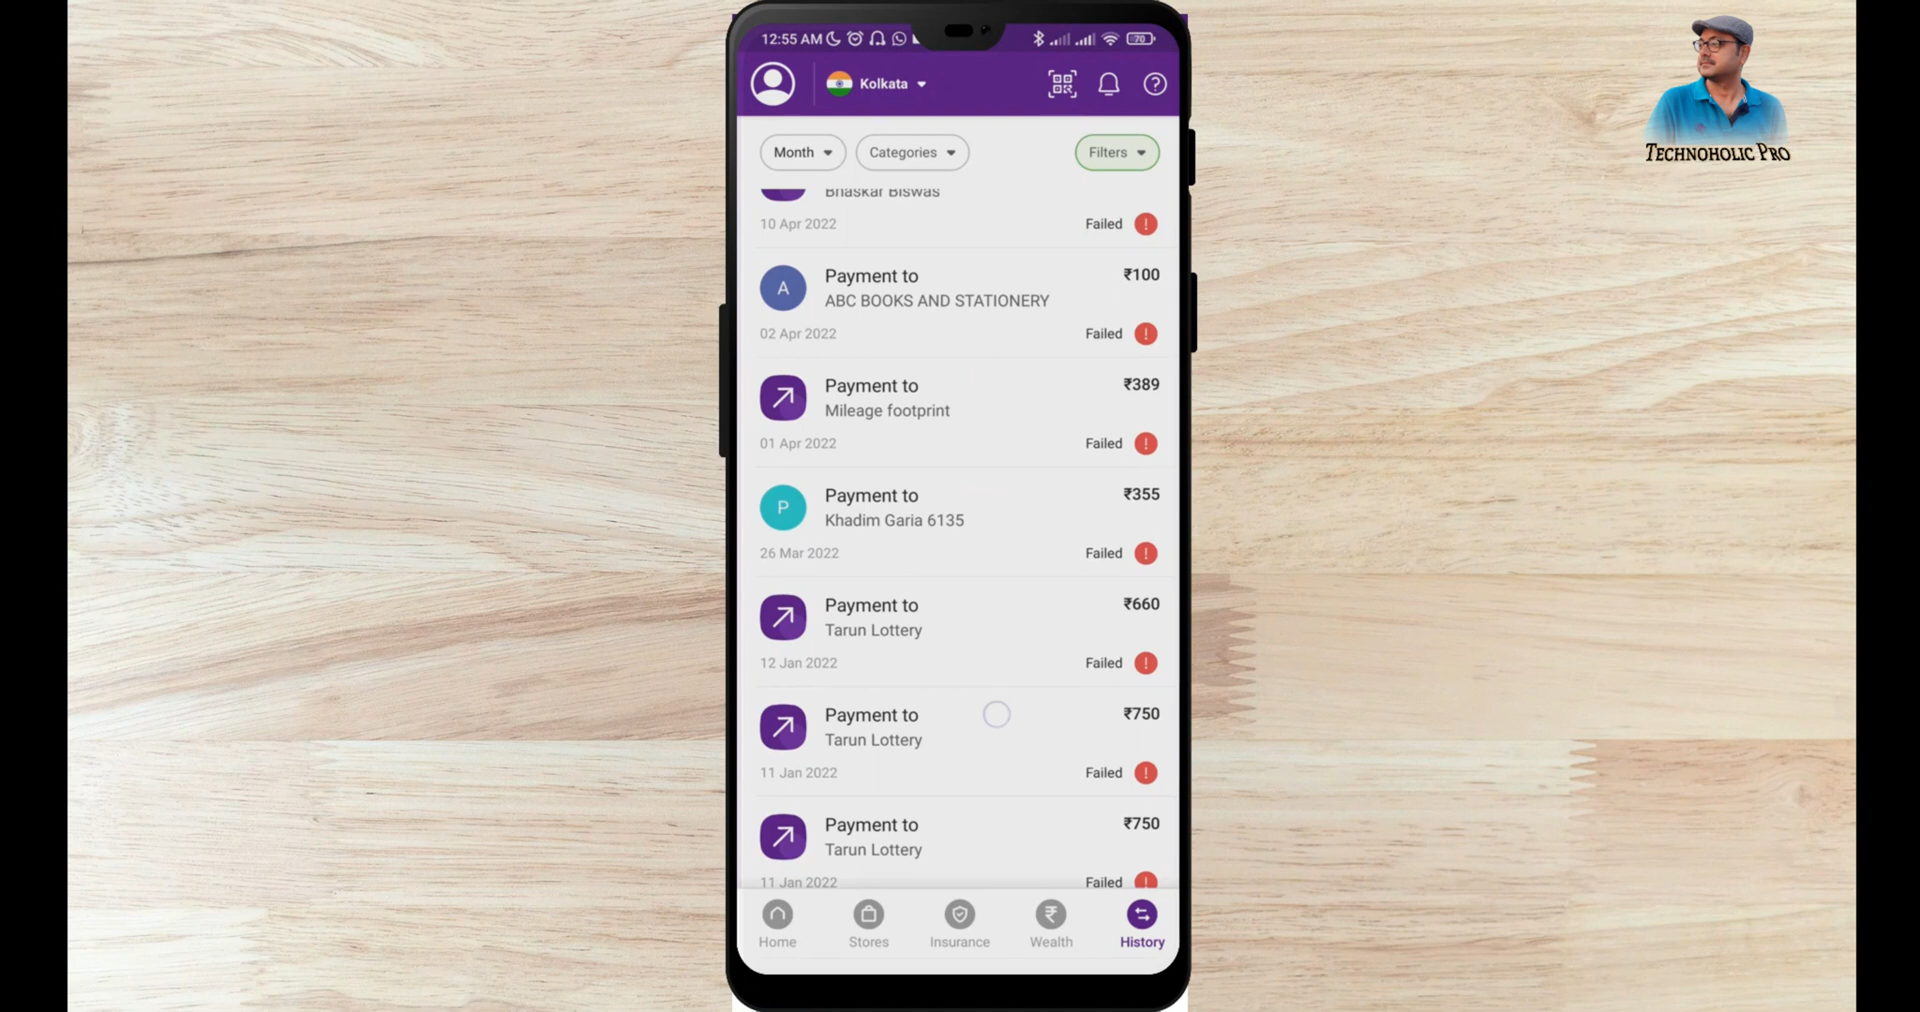 12:55 AM
70
Kolkata
Month
Categories
Filters
Bhaskar Biswas
10 Apr 2022
Failed
A
Payment to
₹100
ABC BOOKS AND STATIONERY
02 Apr 2022
Failed
Payment to
₹389
Mileage footprint
01 Apr 2022
Failed
P
Payment to
₹355
Khadim Garia 6135
26 Mar 2022
Failed
Payment to
₹660
Tarun Lottery
12 Jan 2022
Failed
Payment to
₹750
Tarun Lottery
11 Jan 2022
Failed
Payment to
₹750
Tarun Lottery
11 Jan 2022
Failed
Home
Stores
Insurance
Wealth
History
TECHNOHOLIC PRO